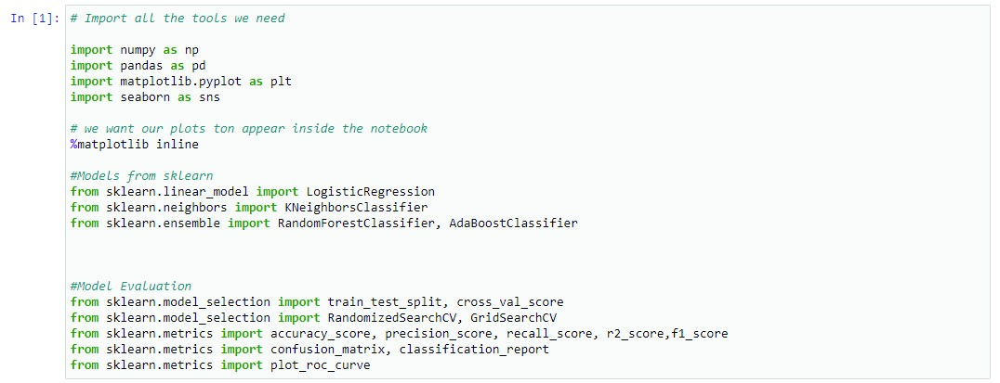 In [1]: # Import all the tools we need
import numpy as np
import pandas as pd
import matplotlib.pyplot as plt
import seaborn as sns
# we want our plots ton appear inside the notebook
%matplotlib inline
#Models from sklearn
from sklearn.linear_model import LogisticRegression
from sklearn.neighbors import KNeighborsClassifier
from sklearn.ensemble import RandomForestClassifier, AdaBoostClassifier
#Model Evaluation
from sklearn.model_selection import train_test_split, cross_val_score
from sklearn.model_selection import RandomizedSearchCV, GridSearchCV
from sklearn.metrics import accuracy_score, precision_score, recall_score, r2_score,f1_score
from sklearn.metrics import confusion_matrix, classification_report
from sklearn.metrics import plot_roc_curve